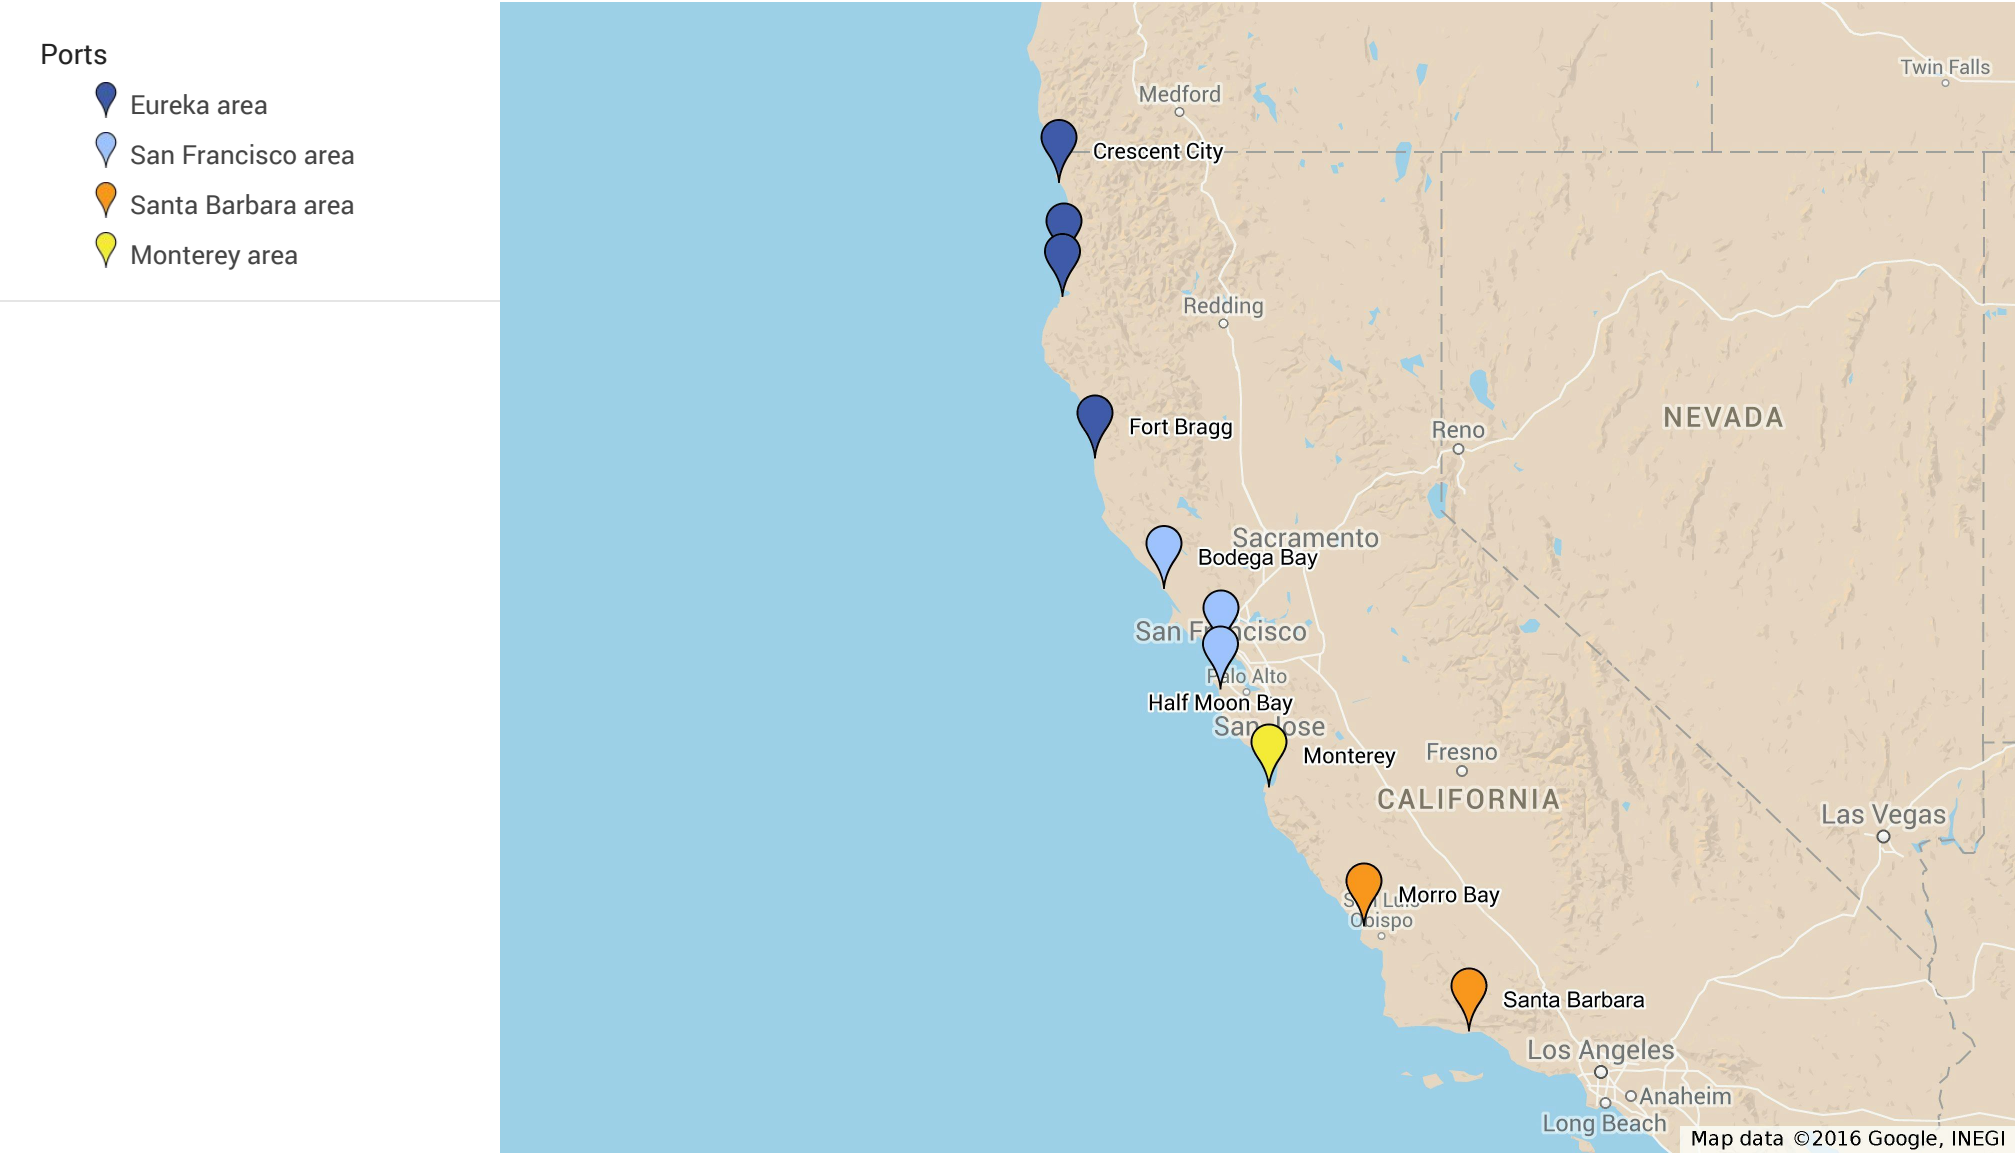 Ports
Eureka area
San Francisco area
Santa Barbara area
Monterey area
Twin Falls
Medford
Crescent City
Redding
NEVADA
Fort Bragg
Reno
Sacramento
Bodega Bay
San Francisco
Palo Alto
Half Moon Bay
San Jose
Monterey
Fresno
CALIFORNIA
Las Vegas
Morro Bay
San Luis
Obispo
Santa Barbara
Los Angeles
Anaheim
Long Beach
Map data ©2016 Google, INEGI